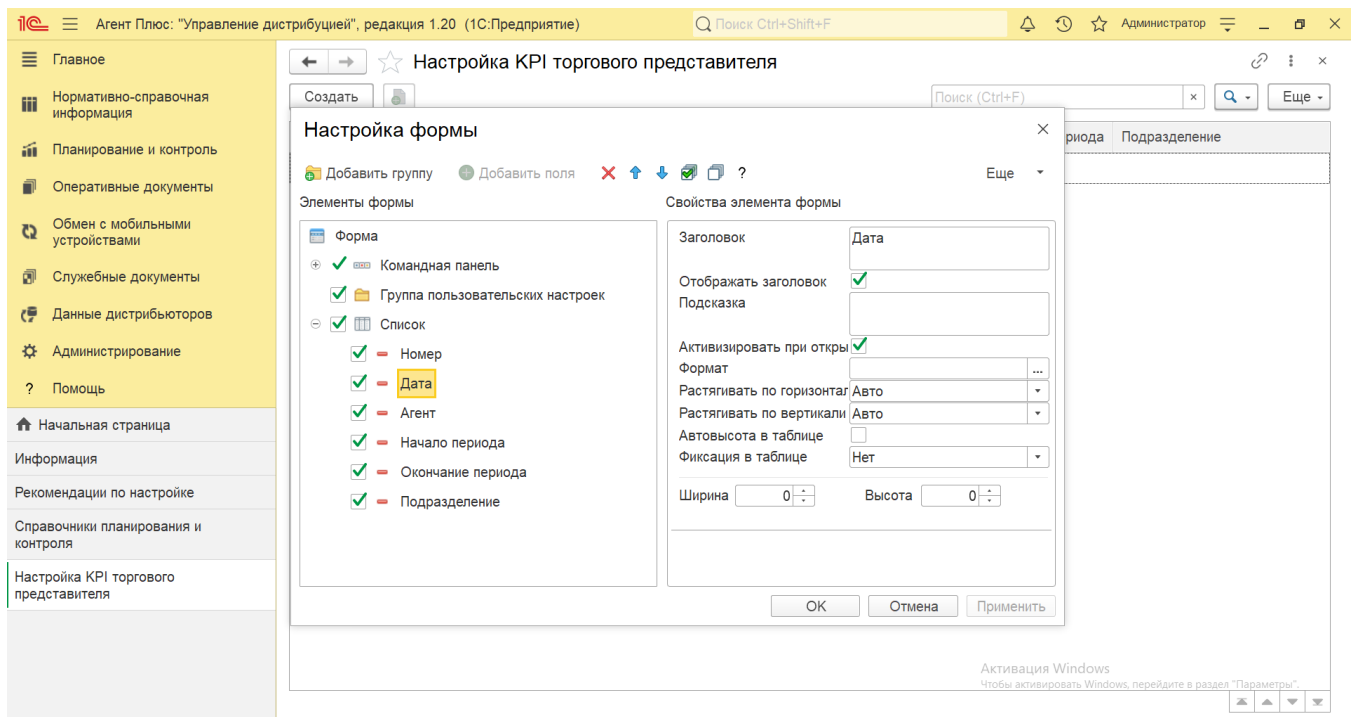 Агент Плюс: "Управление дистрибуцией", редакция 1.20 (1С:Предприятие)
Поиск Ctrl+Shift+F
Администратор
Главное
Нормативно-справочная
информация
Планирование и контроль
Оперативные документы
Обмен с мобильными
устройствами
Служебные документы
Данные дистрибьюторов
Администрирование
? Помощь
Начальная страница
Информация
Рекомендации по настройке
Справочники планирования и
контроля
Настройка KPI торгового
представителя
Настройка KPI торгового представителя
Создать
Поиск (Ctrl+F)
Еще
риода
Подразделение
Настройка формы
Добавить группу
Добавить поля
?
Еще
Элементы формы
Форма
Командная панель
Группа пользовательских настроек
Список
Номер
Дата
Агент
Начало периода
Окончание периода
Подразделение
Свойства элемента формы
Заголовок Дата
Отображать заголовок
Подсказка
Активизировать при откры
Формат ...
Растягивать по горизонтал Авто
Растягивать по вертикали Авто
Автовысота в таблице
Фиксация в таблице Нет
Ширина 0 Высота 0
ОК Отмена Применить
Активация Windows
Чтобы активировать Windows, перейдите в раздел "Параметры".